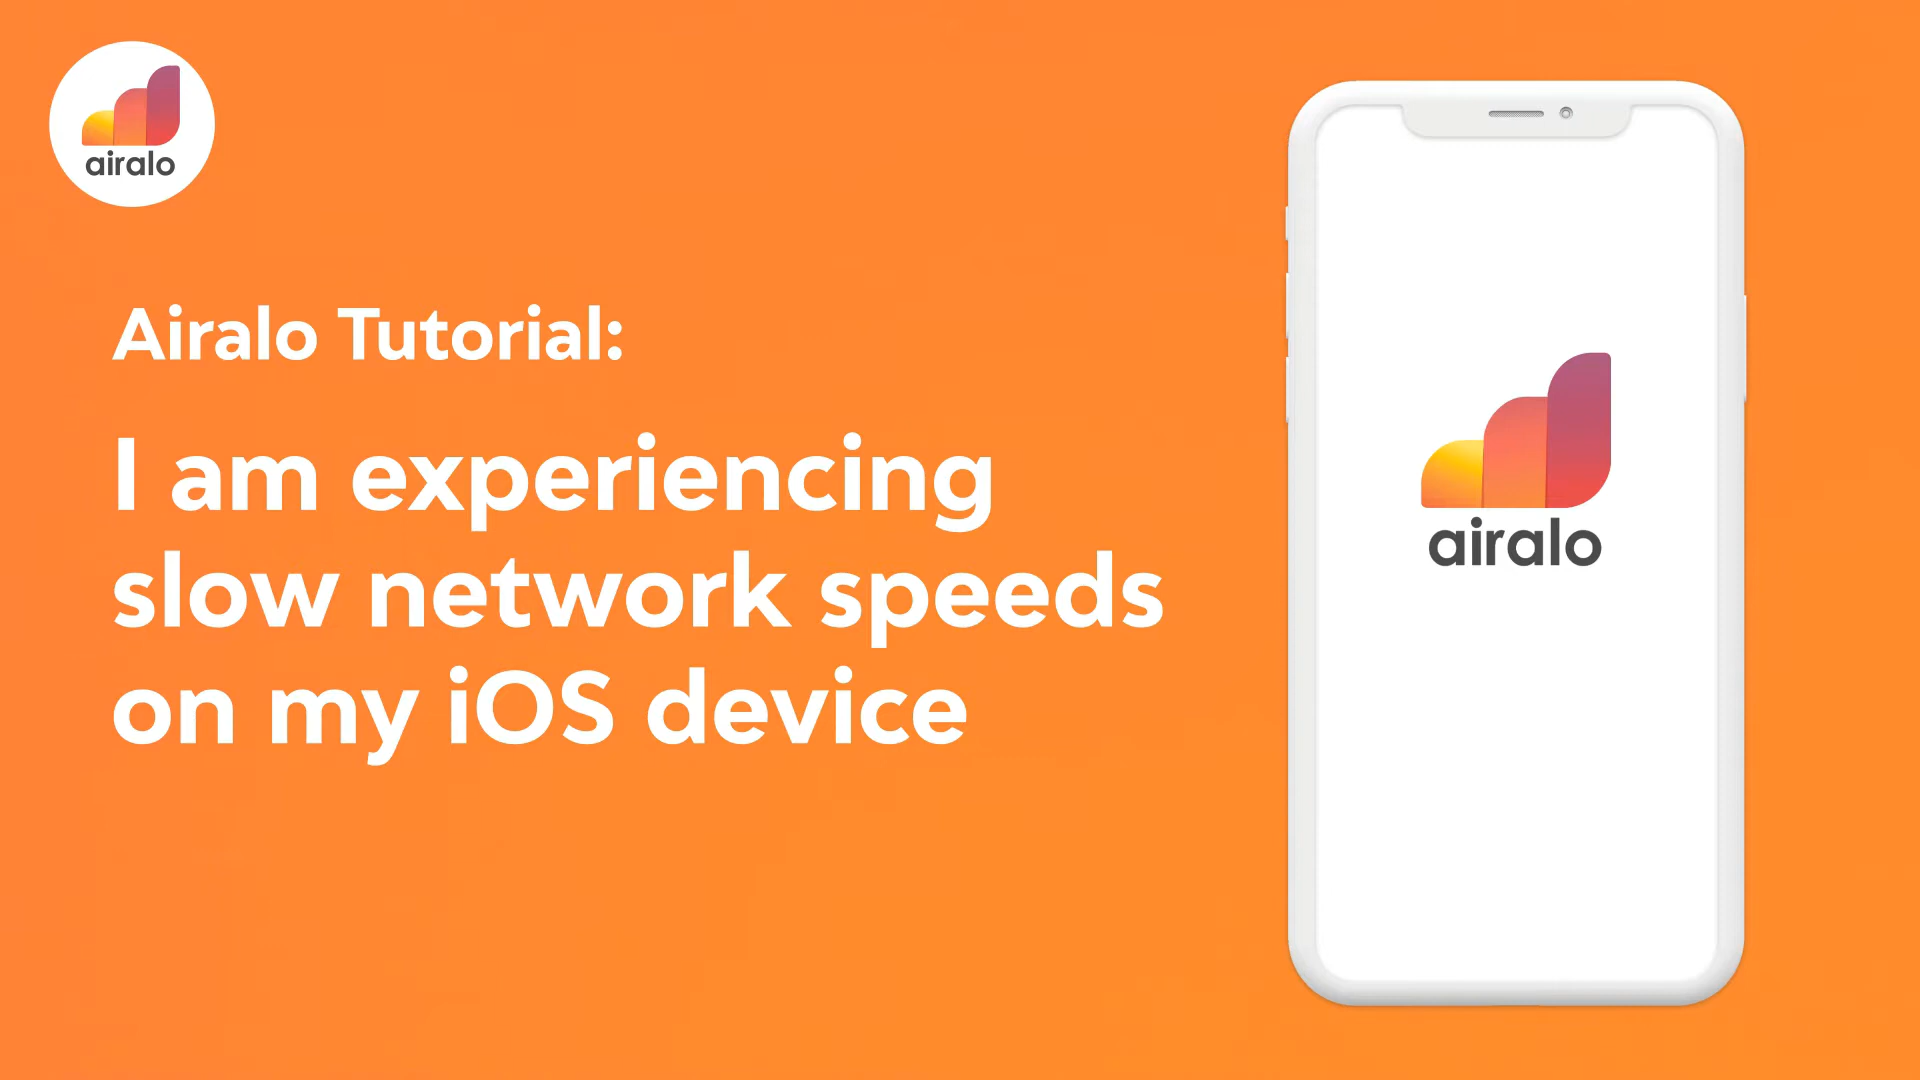 airalo
Airalo Tutorial:
I am experiencing
slow network speeds
on my iOS device
airalo